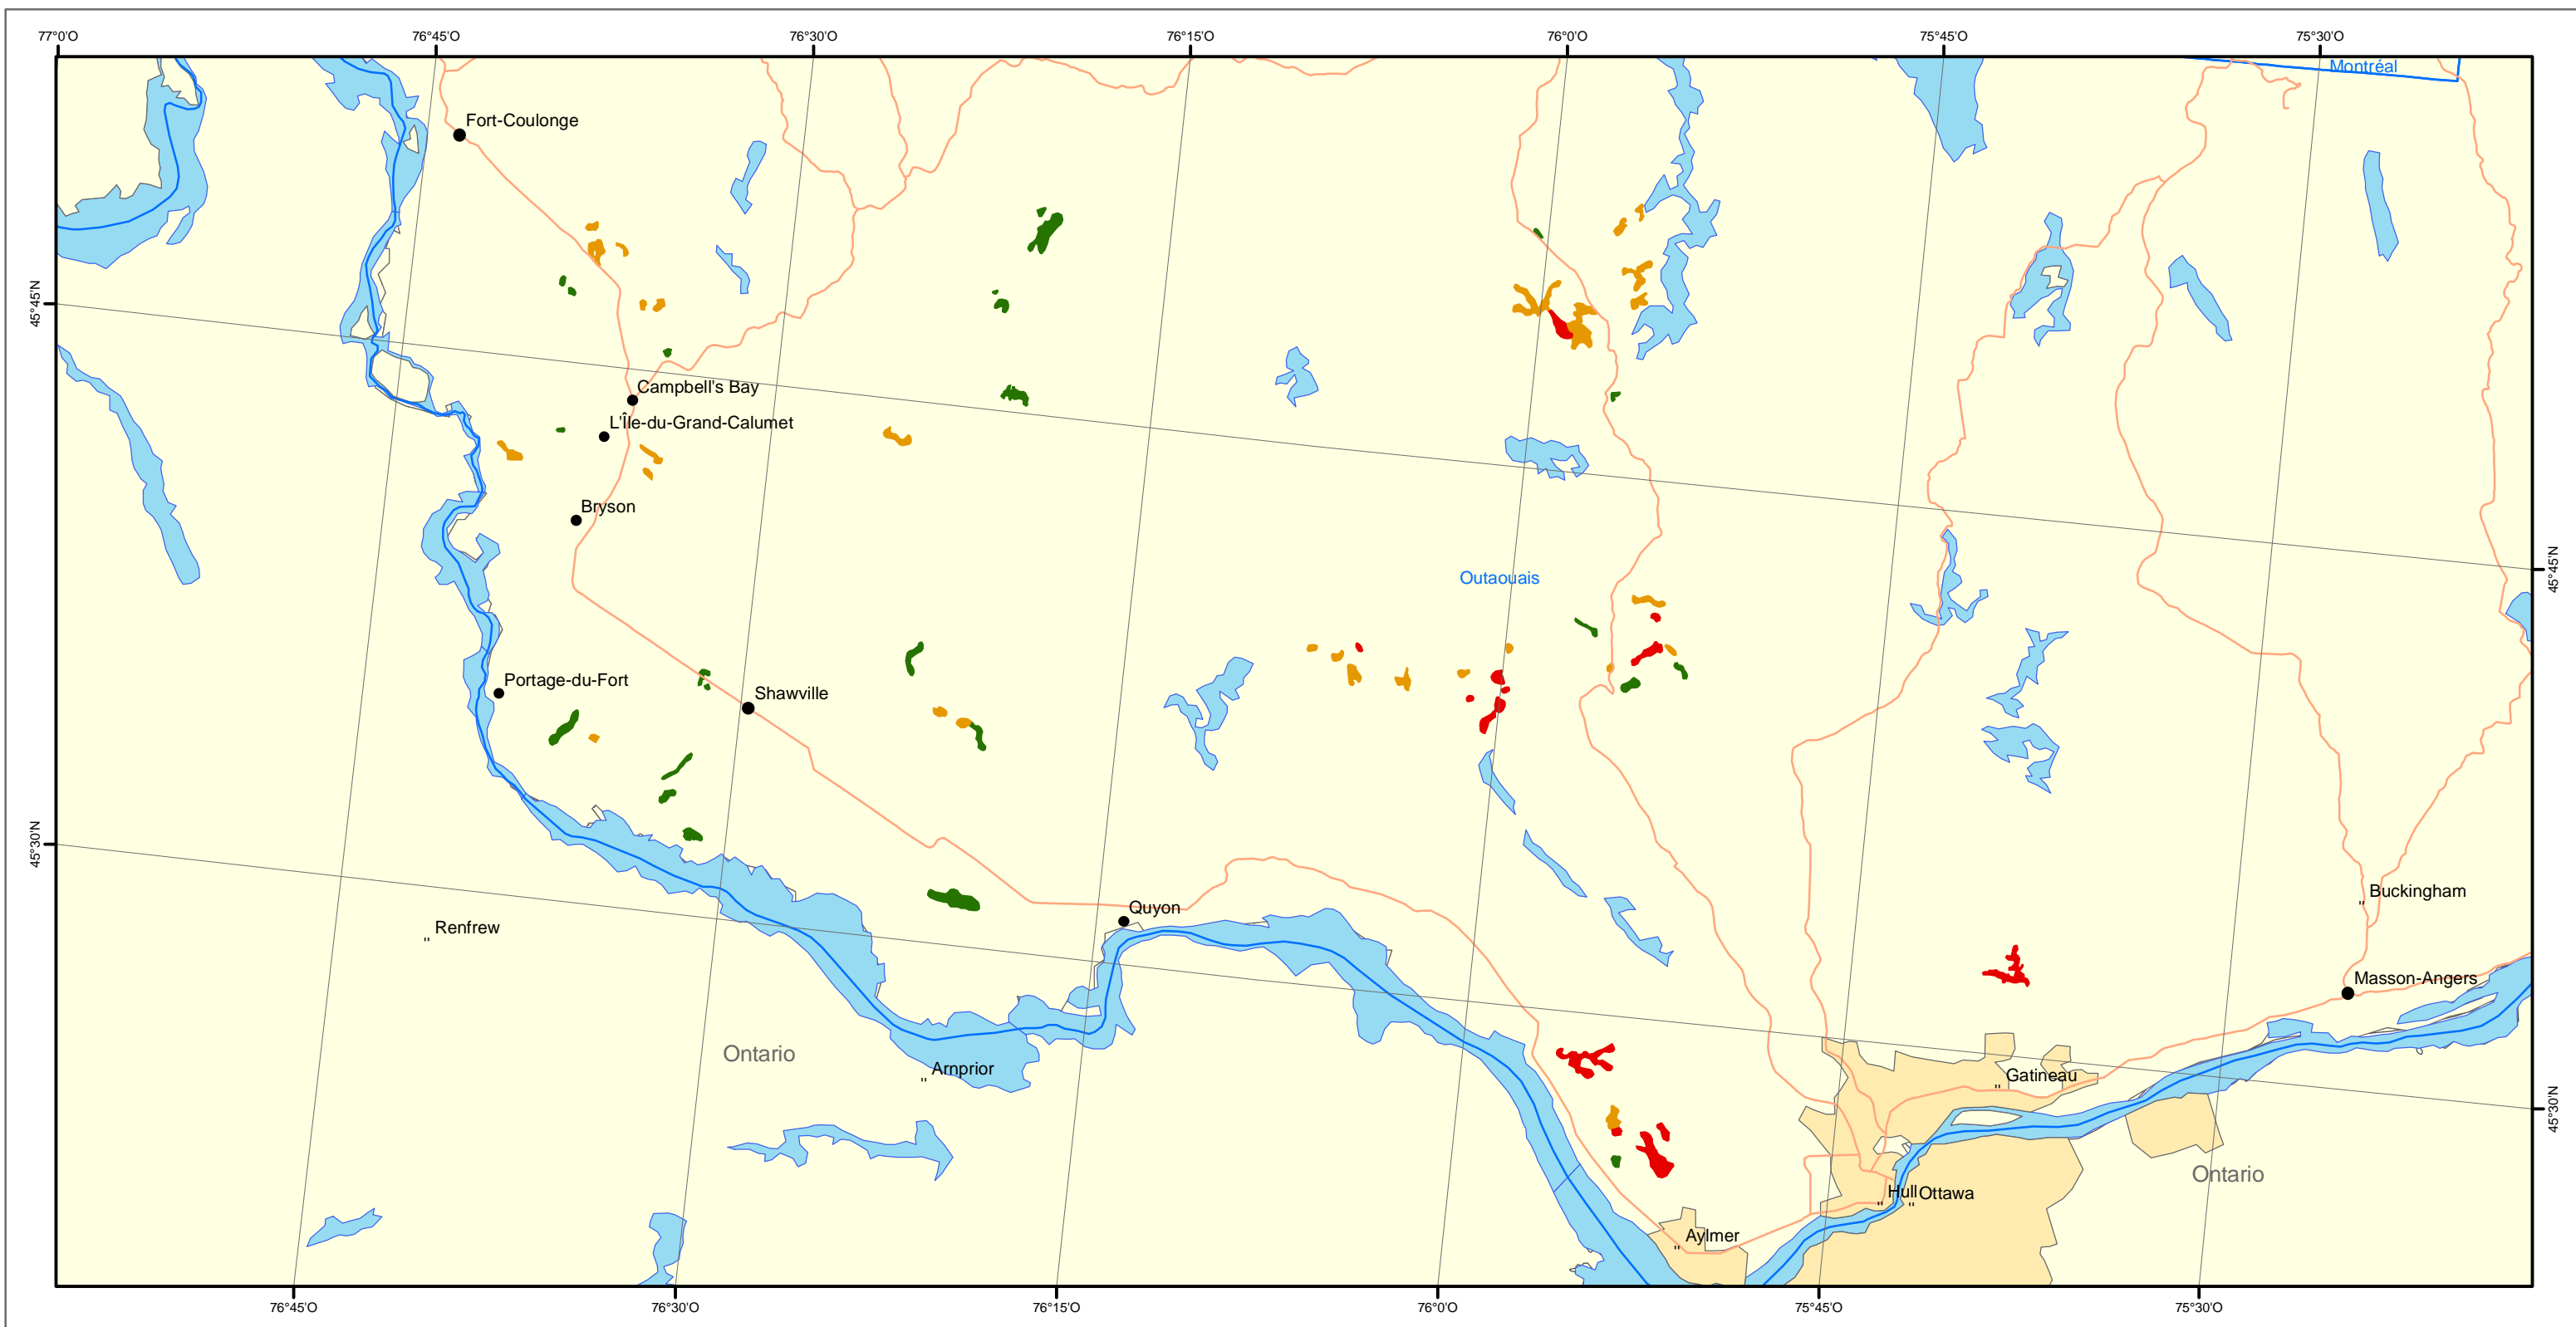 77°0'O
76°45'O
76°30'O
76°15'O
76°0'O
75°45'O
75°30'O
Montréal
Fort-Coulonge
45°45'N
Campbell's Bay
L'Île-du-Grand-Calumet
Bryson
45°45'N
Outaouais
Portage-du-Fort
Shawville
45°30'N
Buckingham
Quyon
Renfrew
Masson-Angers
Ontario
Arnprior
Gatineau
45°30'N
Ontario
Hull
Ottawa
Aylmer
76°45'O
76°30'O
76°15'O
76°0'O
75°45'O
75°30'O